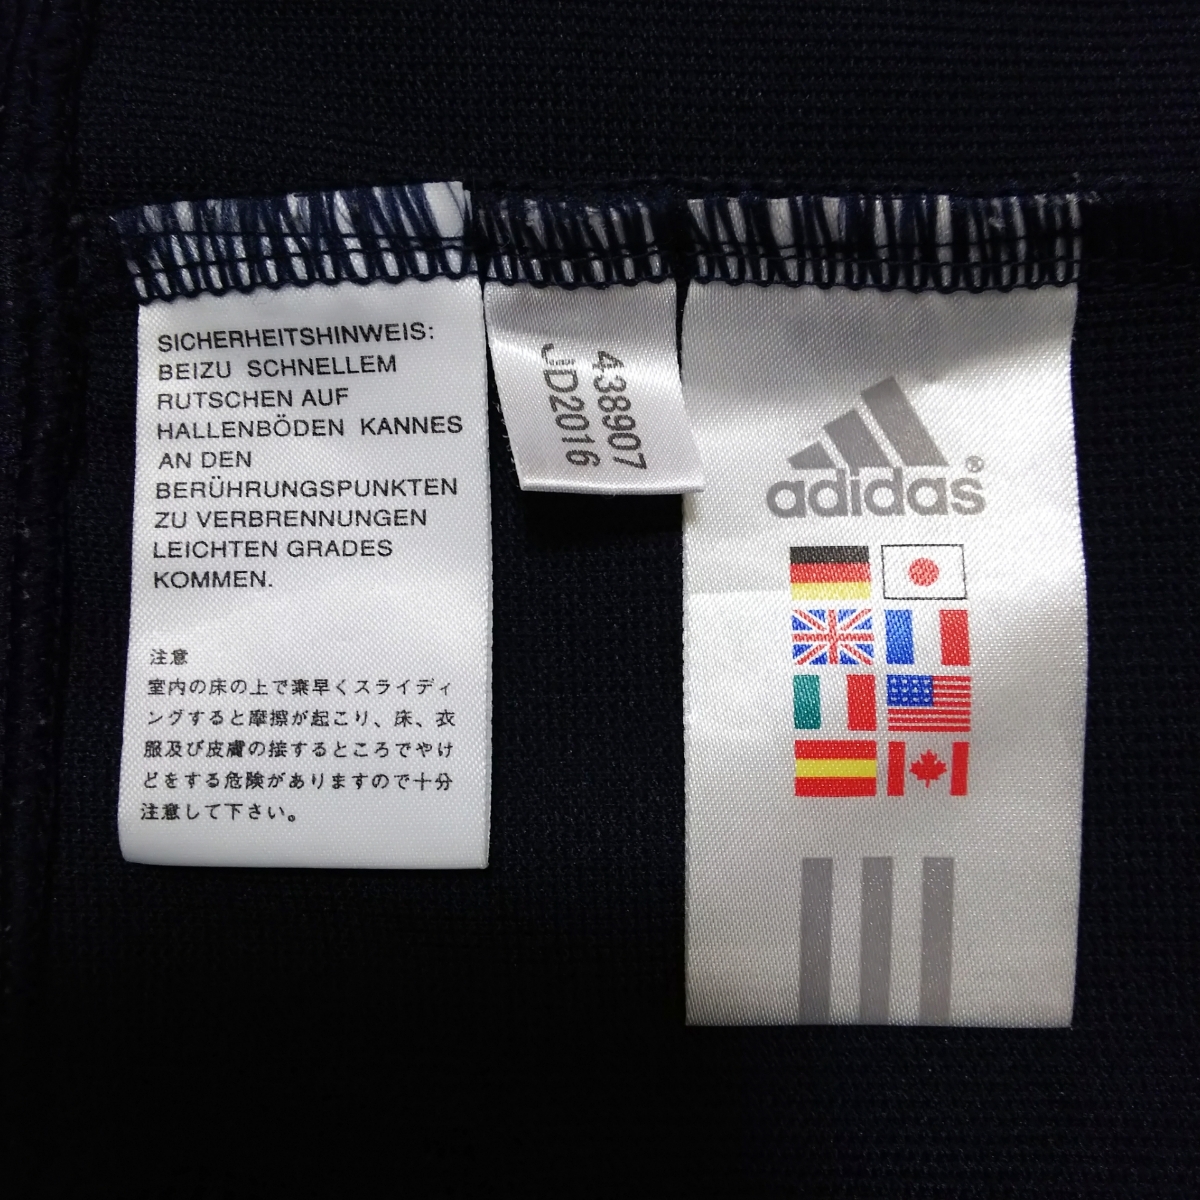 SICHERHEITSHINWEIS:
BEIZU SCHNELLEM
RUTSCHEN AUF
HALLENBÖDEN KANNES
AN DEN
BERÜHRUNGSPUNKTEN
ZU VERBRENNUNGEN
LEICHTEN GRADES
KOMMEN.
注意
室内の床の上で素早くスライディ
ングすると摩擦が起こり、床、衣
服及び皮膚の接するところでやけ
どをする危険がありますので十分
注意して下さい。
438907
JD2016
adidas®